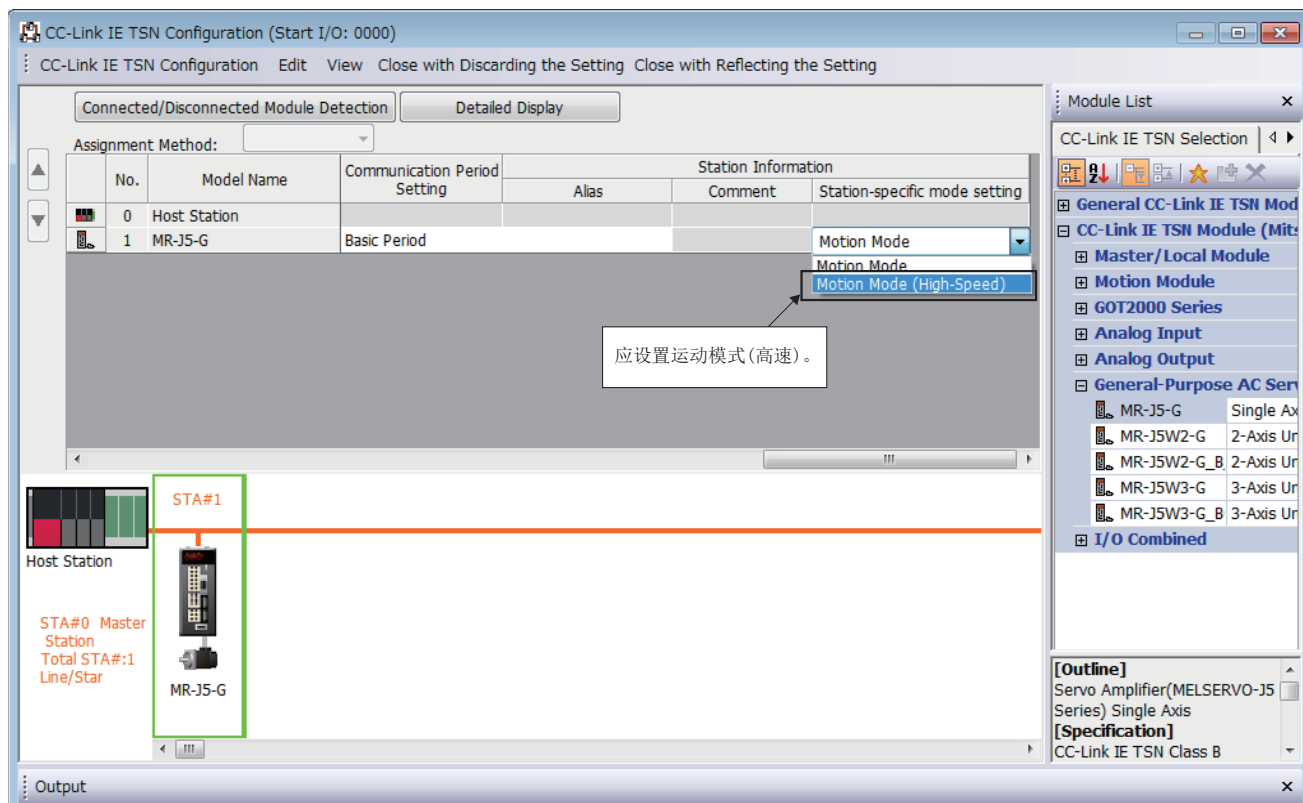 CC-Link IE TSN Configuration (Start I/O: 0000)
CC-Link IE TSN Configuration Edit View Close with Discarding the Setting Close with Reflecting the Setting
Connected/Disconnected Module Detection Detailed Display
Assignment Method:
No. Model Name Communication Period Setting Station Information
Alias Comment Station-specific mode setting
0 Host Station
1 MR-J5-G Basic Period Motion Mode
Motion Mode
Motion Mode (High-Speed)
应设置运动模式(高速)。
Host Station
STA#0 Master
Station
Total STA#:1
Line/Star
STA#1
MR-J5-G
Module List
CC-Link IE TSN Selection
General CC-Link IE TSN Mod
CC-Link IE TSN Module (Mits
Master/Local Module
Motion Module
GOT2000 Series
Analog Input
Analog Output
General-Purpose AC Serv
MR-J5-G Single Ax
MR-J5W2-G 2-Axis Un
MR-J5W2-G_B 2-Axis Un
MR-J5W3-G 3-Axis Un
MR-J5W3-G_B 3-Axis Un
I/O Combined
[Outline]
Servo Amplifier(MELSERVO-J5
Series) Single Axis
[Specification]
CC-Link IE TSN Class B
Output